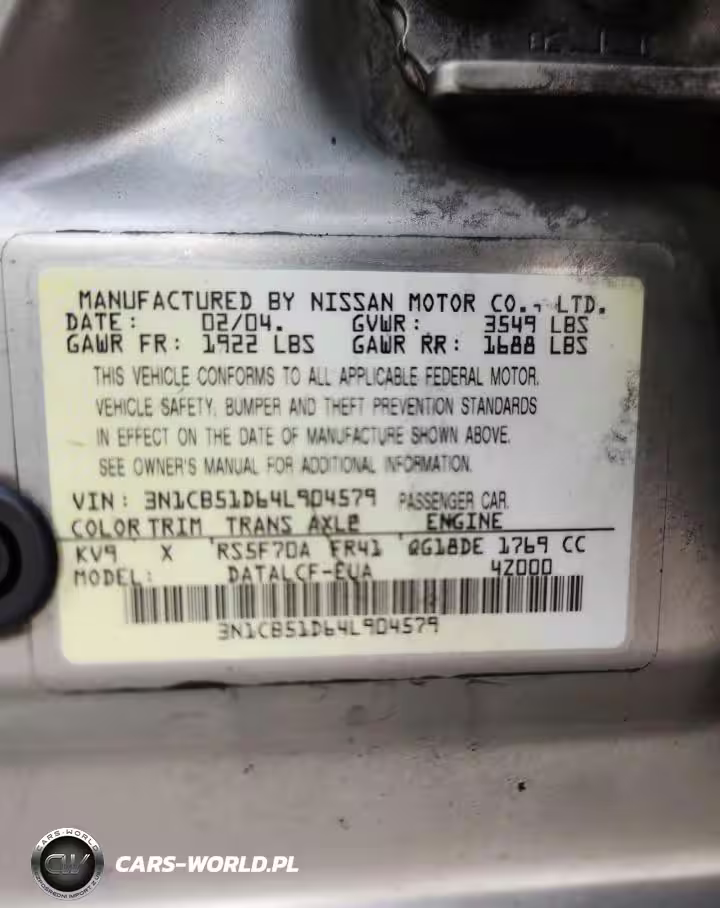 MANUFACTURED BY NISSAN MOTOR CO., LTD.
DATE: 02/04. GVWR: 3549 LBS
GAWR FR: 1922 LBS GAWR RR: 1688 LBS
THIS VEHICLE CONFORMS TO ALL APPLICABLE FEDERAL MOTOR.
VEHICLE SAFETY, BUMPER AND THEFT PREVENTION STANDARDS
IN EFFECT ON THE DATE OF MANUFACTURE SHOWN ABOVE.
SEE OWNER'S MANUAL FOR ADDITIONAL INFORMATION.
VIN: 3N1CB51D64L904579 PASSENGER CAR.
COLOR TRIM TRANS AXLE ENGINE
KV9 X RS5F70A FR41 QG18DE 1769 CC
MODEL: DATALCF-EUA 4Z000
3N1CB51D64L904579
CARS-WORLD
CW
CARS-WORLD.PL